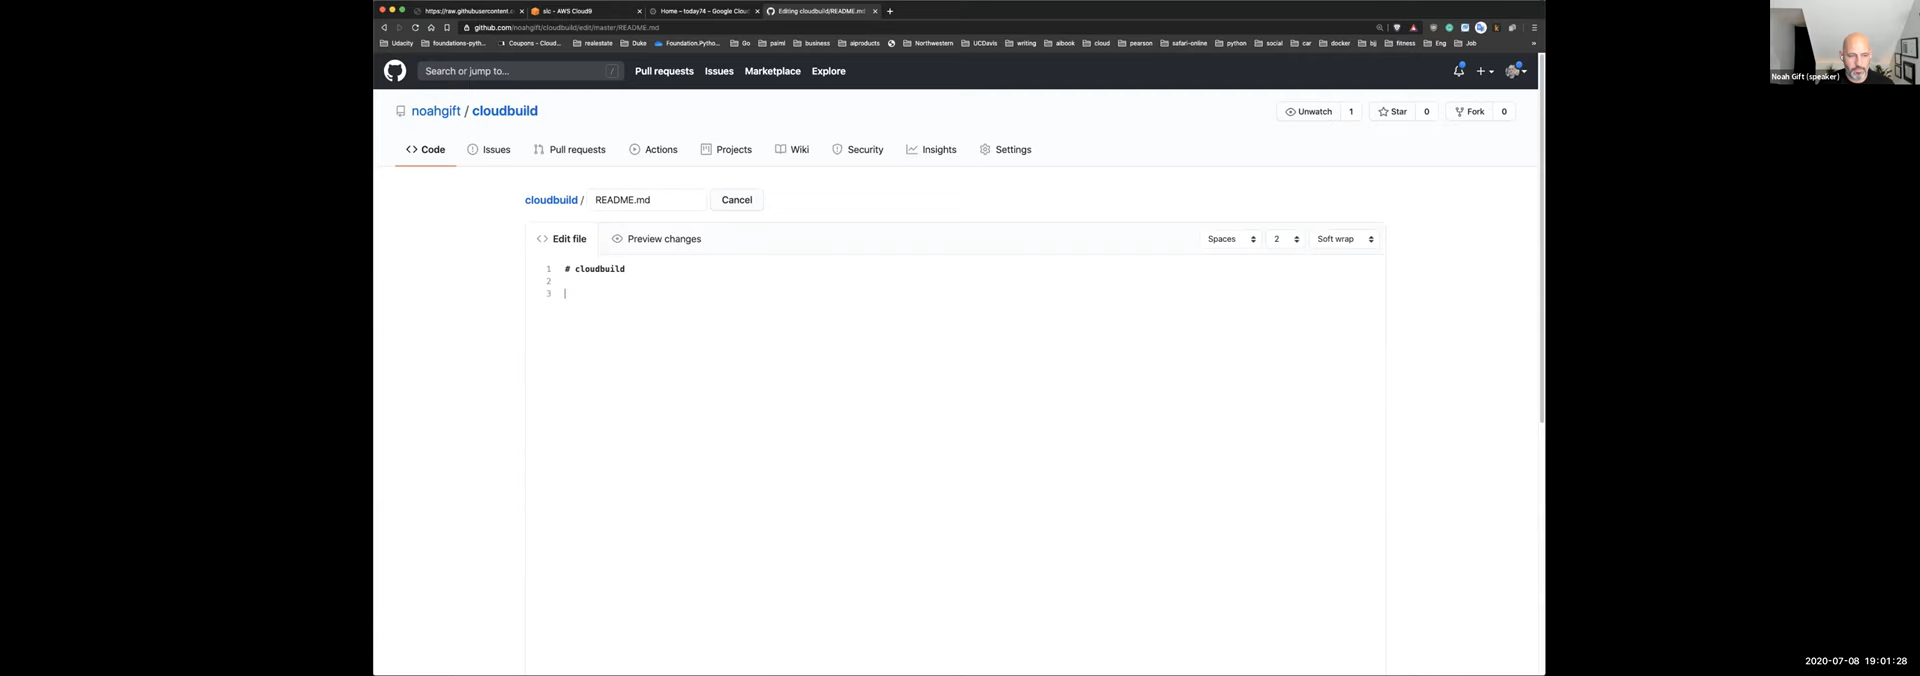 https://raw.githubusercontent.c
slc - AWS Cloud9
Home – today74 – Google Clou
Editing cloudbuild/README.md
github.com/noahgift/cloudbuild/edit/master/README.md
Udacity
foundations-pyth...
Coupons - Cloud...
realestate
Duke
Foundation.Pytho...
Go
paiml
business
aiproducts
Northwestern
UCDavis
writing
aibook
cloud
pearson
safari-online
python
social
car
docker
bjj
fitness
Eng
Job
»
Search or jump to...
/
Pull requests
Issues
Marketplace
Explore
Noah Gift (speaker)
noahgift / cloudbuild
Unwatch 1
Star 0
Fork 0
<> Code
Issues
Pull requests
Actions
Projects
Wiki
Security
Insights
Settings
cloudbuild / README.md
Cancel
<> Edit file
Preview changes
Spaces
2
Soft wrap
1 # cloudbuild
2
3
2020-07-08 19:01:28